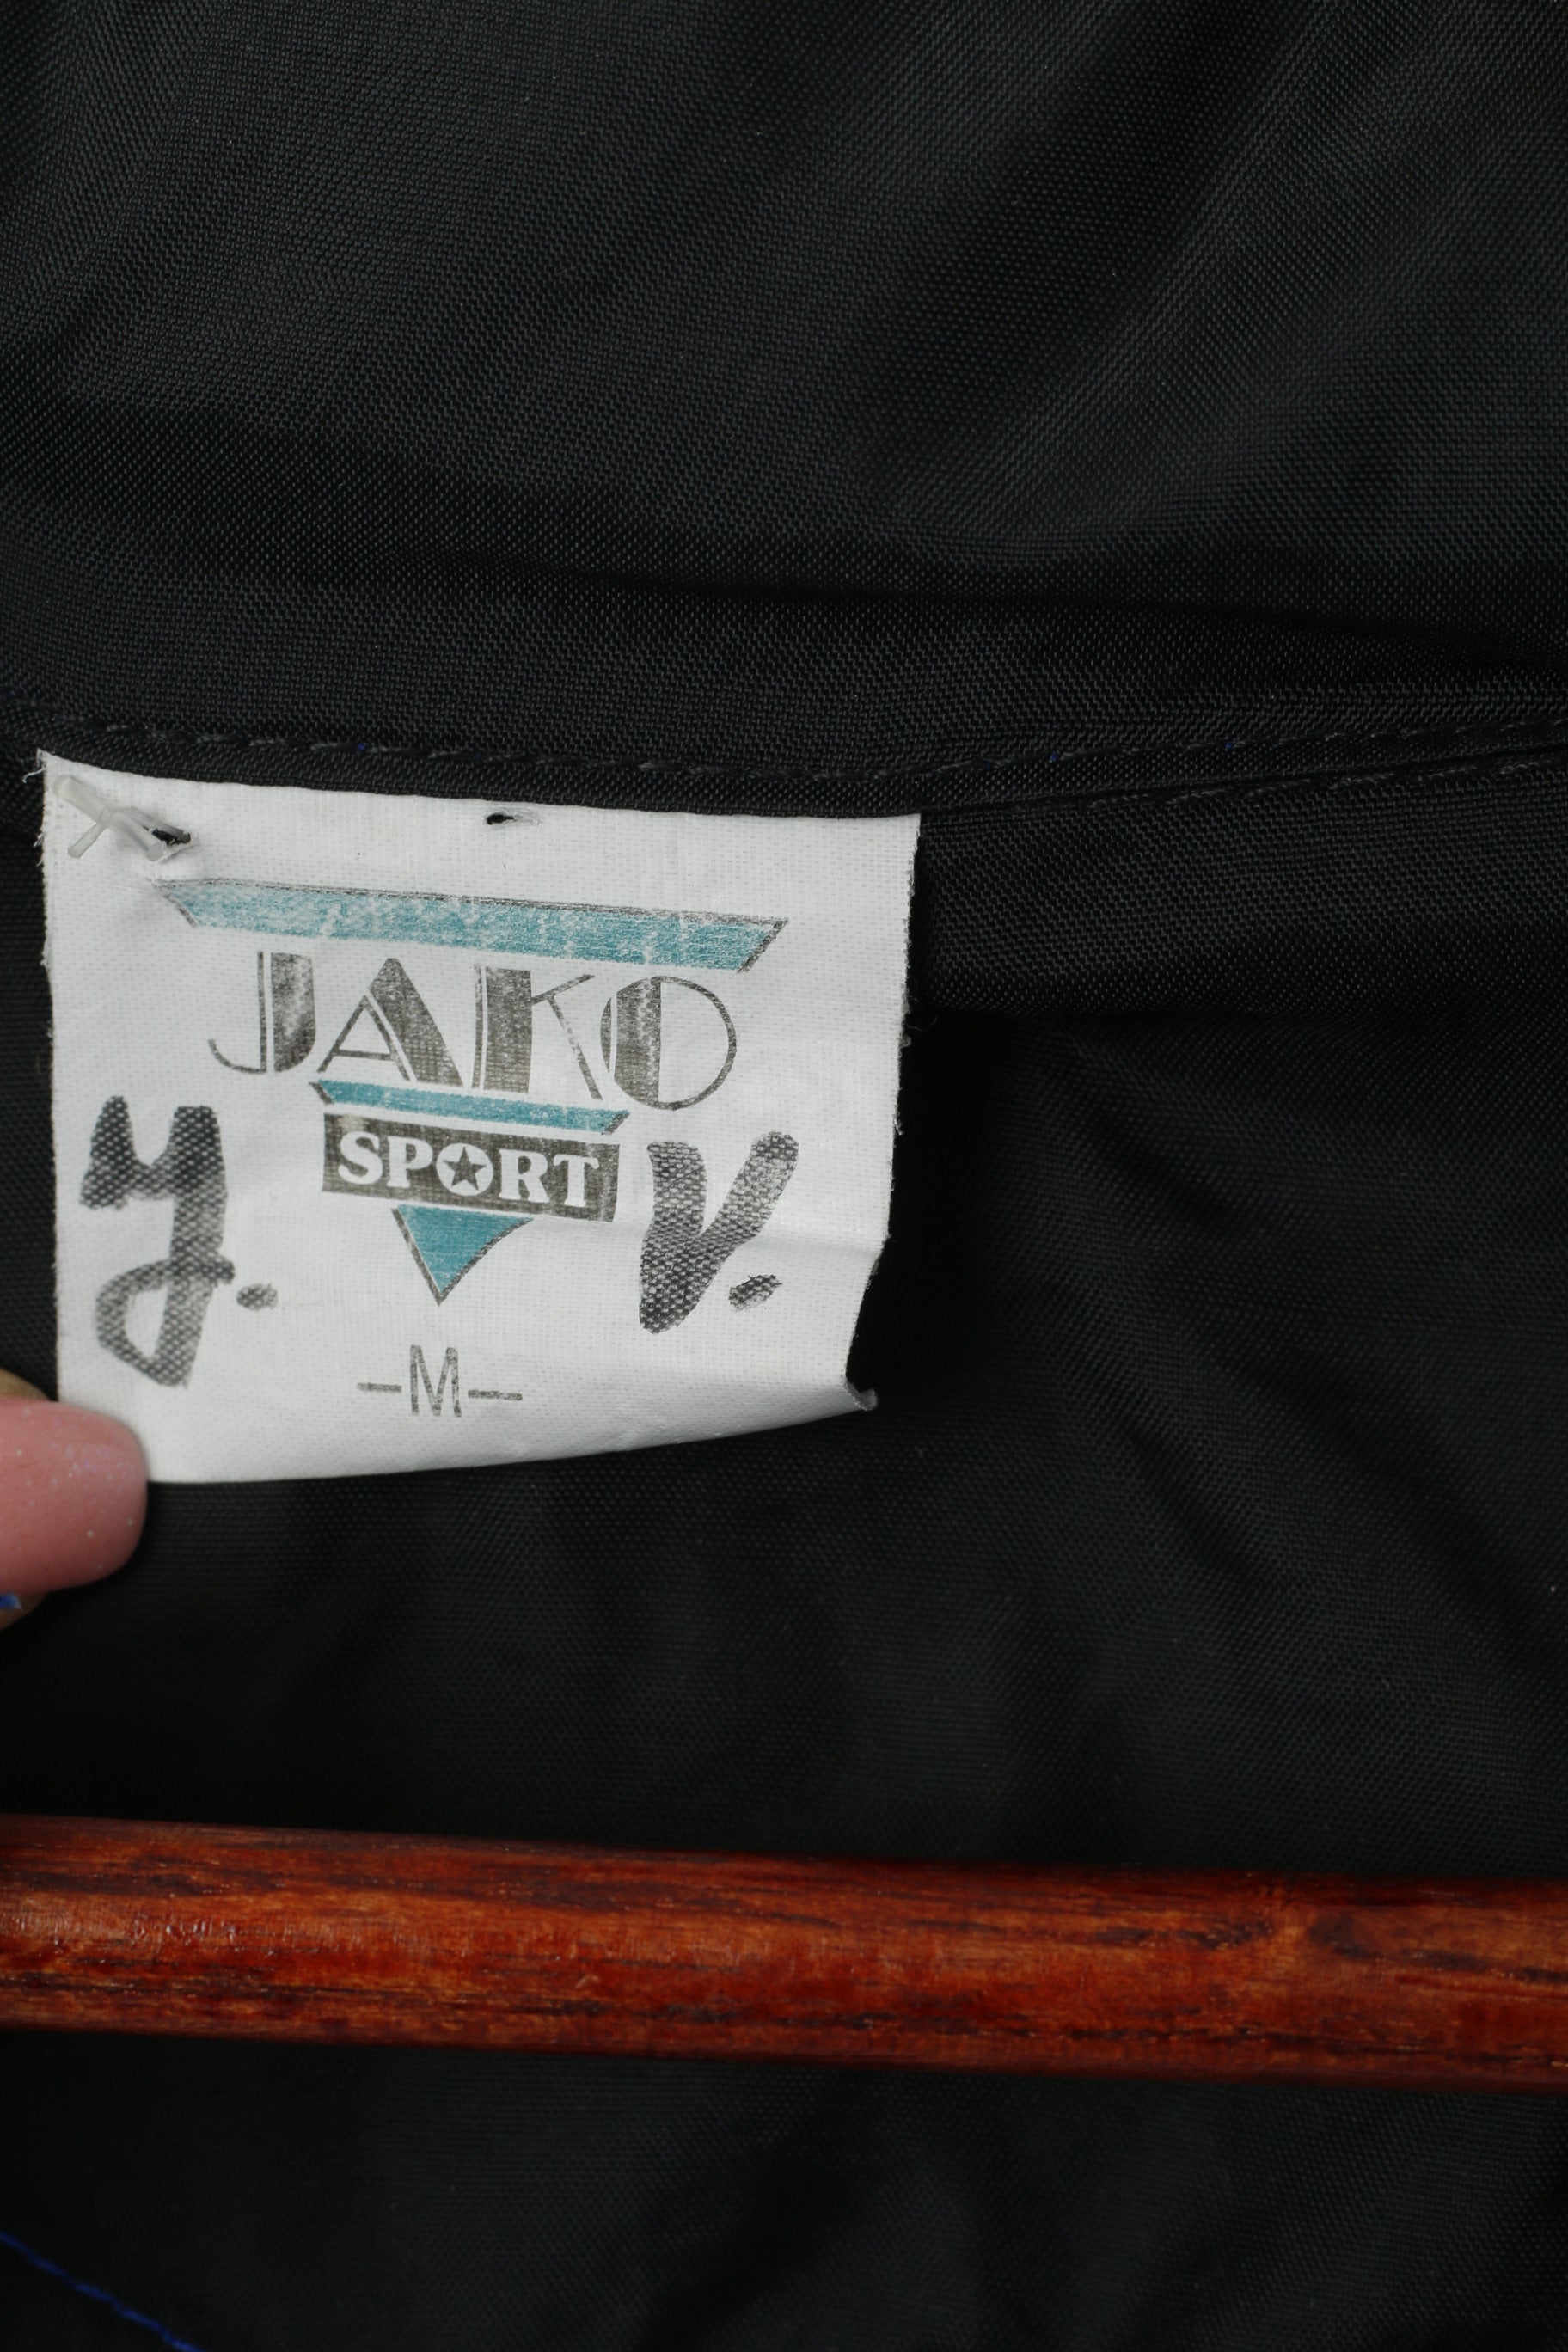 JAKO
SPORT
y. V.
-M-